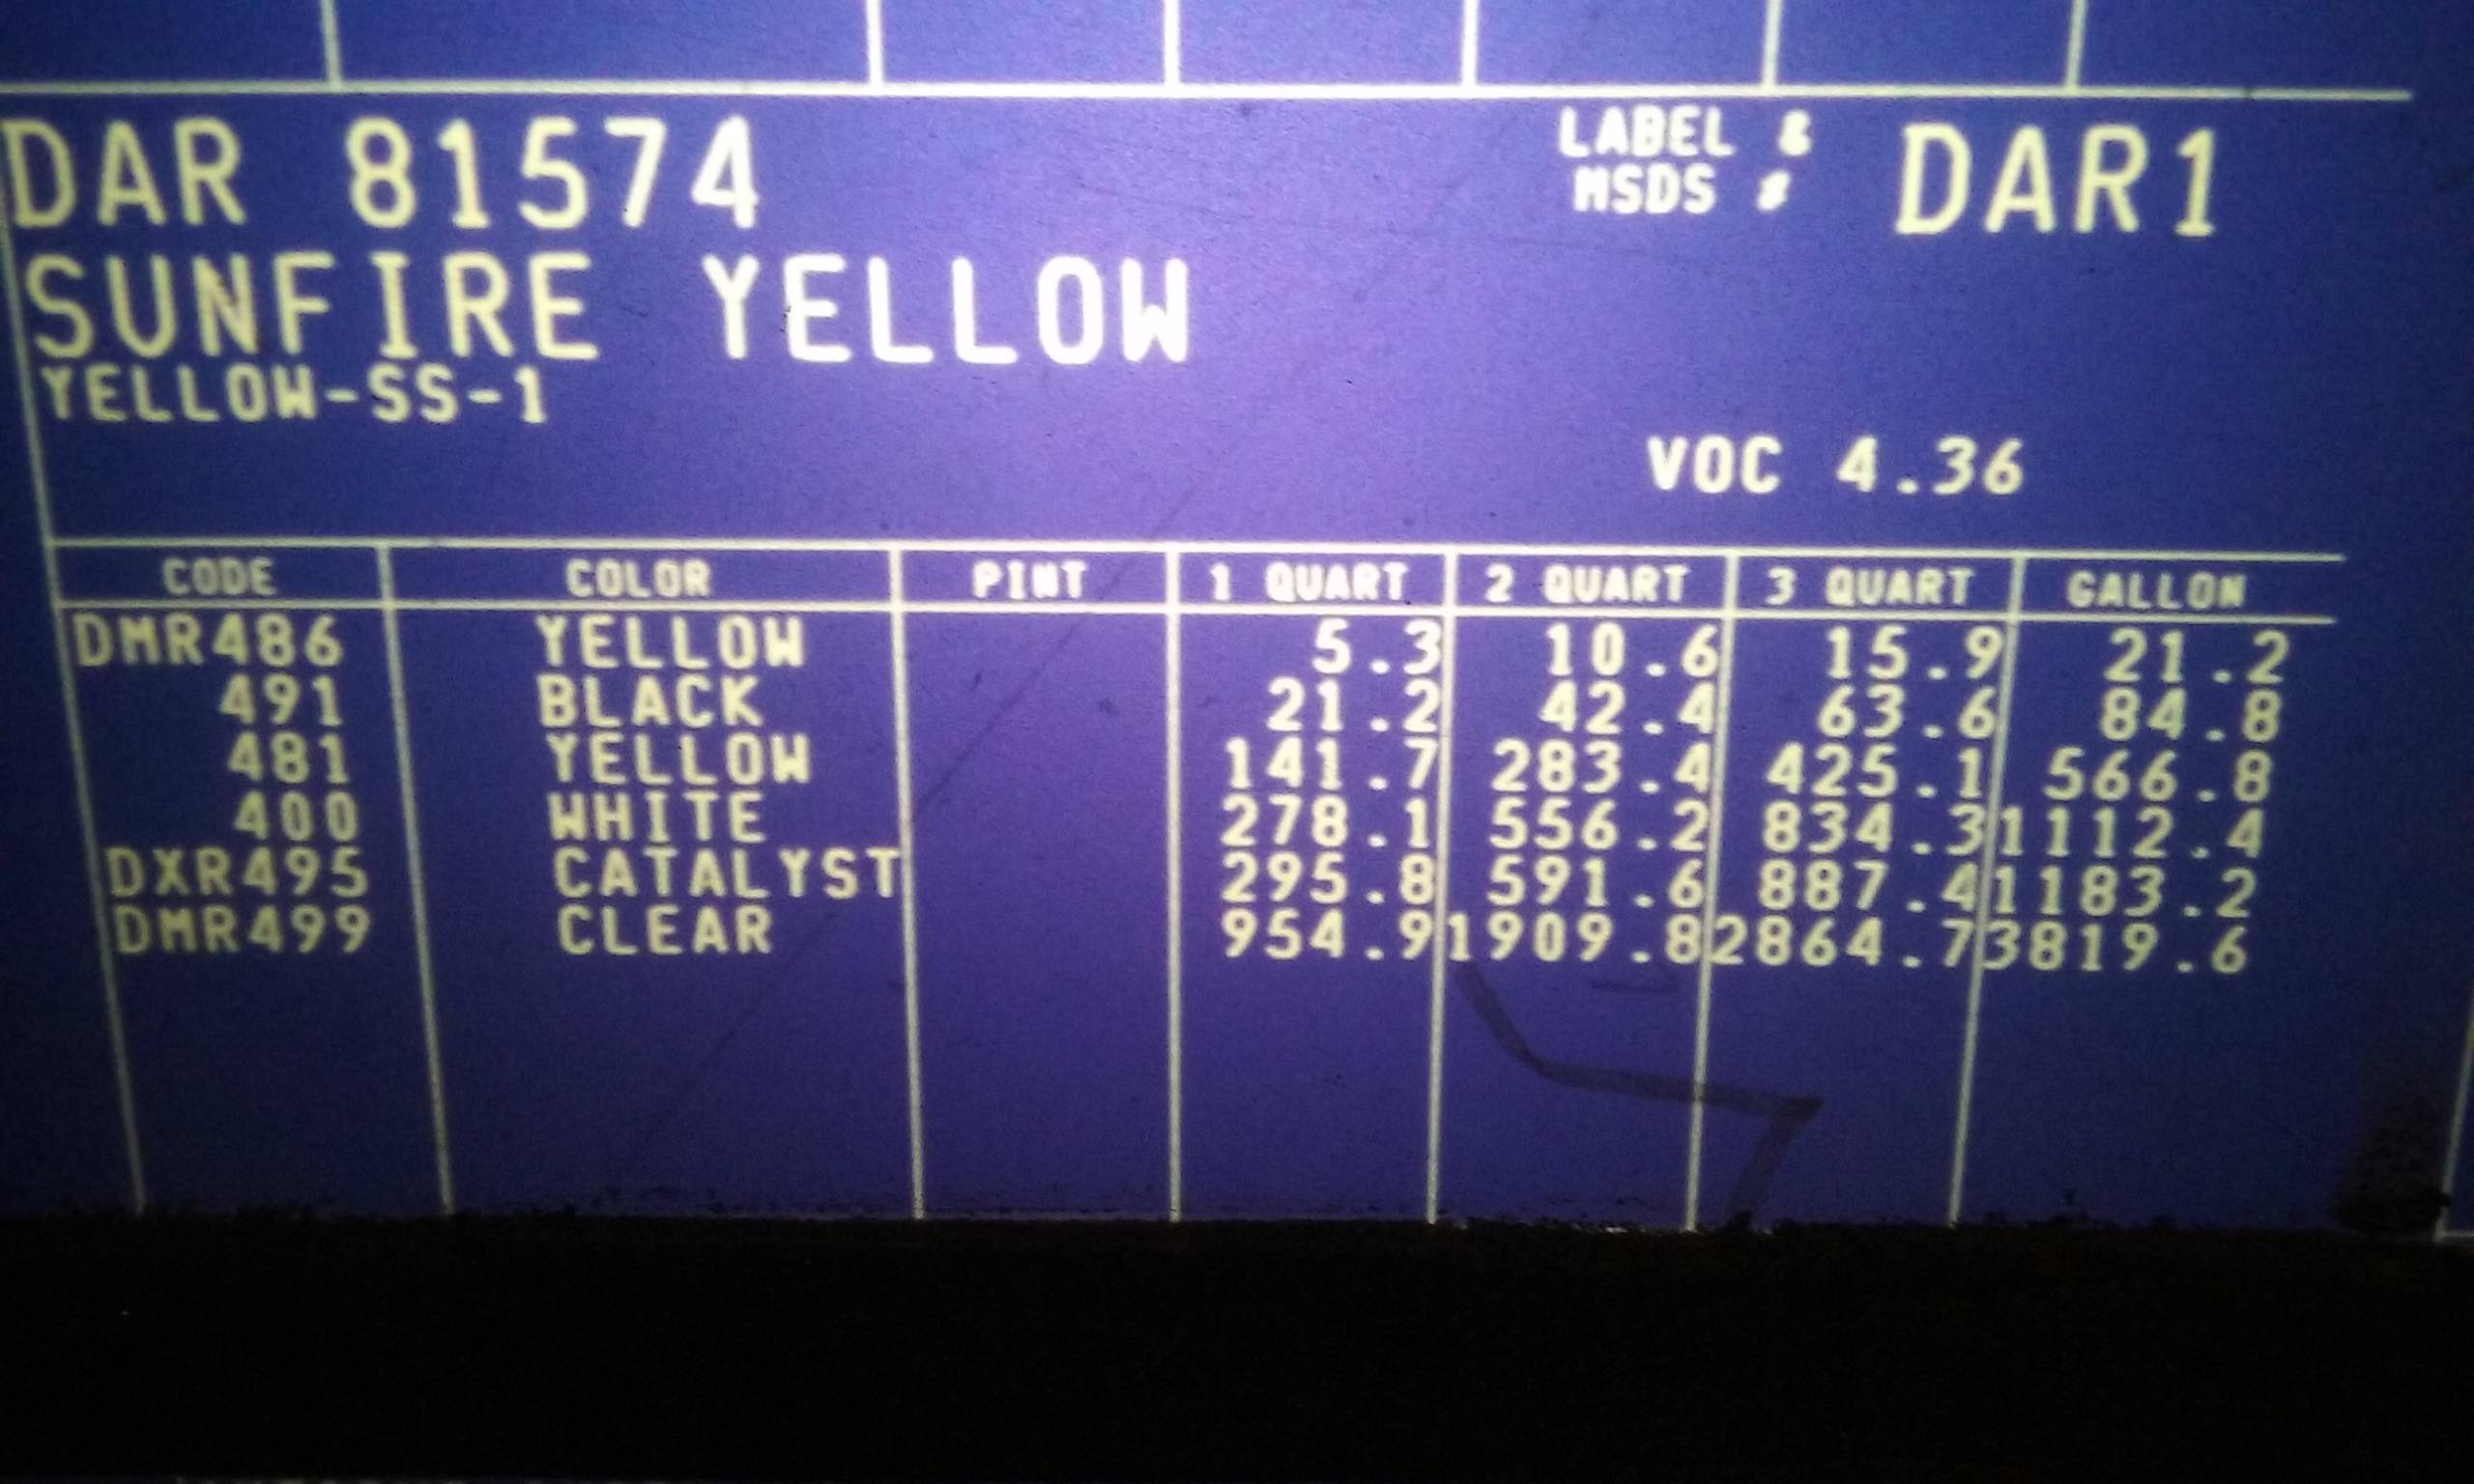 DAR 81574 LABEL & MSDS # DAR1
SUNFIRE YELLOW
YELLOW-SS-1
VOC 4.36
CODE COLOR PINT 1 QUART 2 QUART 3 QUART GALLON
DMR486 YELLOW 5.3 10.6 15.9 21.2
491 BLACK 21.2 42.4 63.6 84.8
481 YELLOW 141.7 283.4 425.1 566.8
400 WHITE 278.1 556.2 834.3 1112.4
DXR495 CATALYST 295.8 591.6 887.4 1183.2
DMR499 CLEAR 954.9 1909.8 2864.7 3819.6